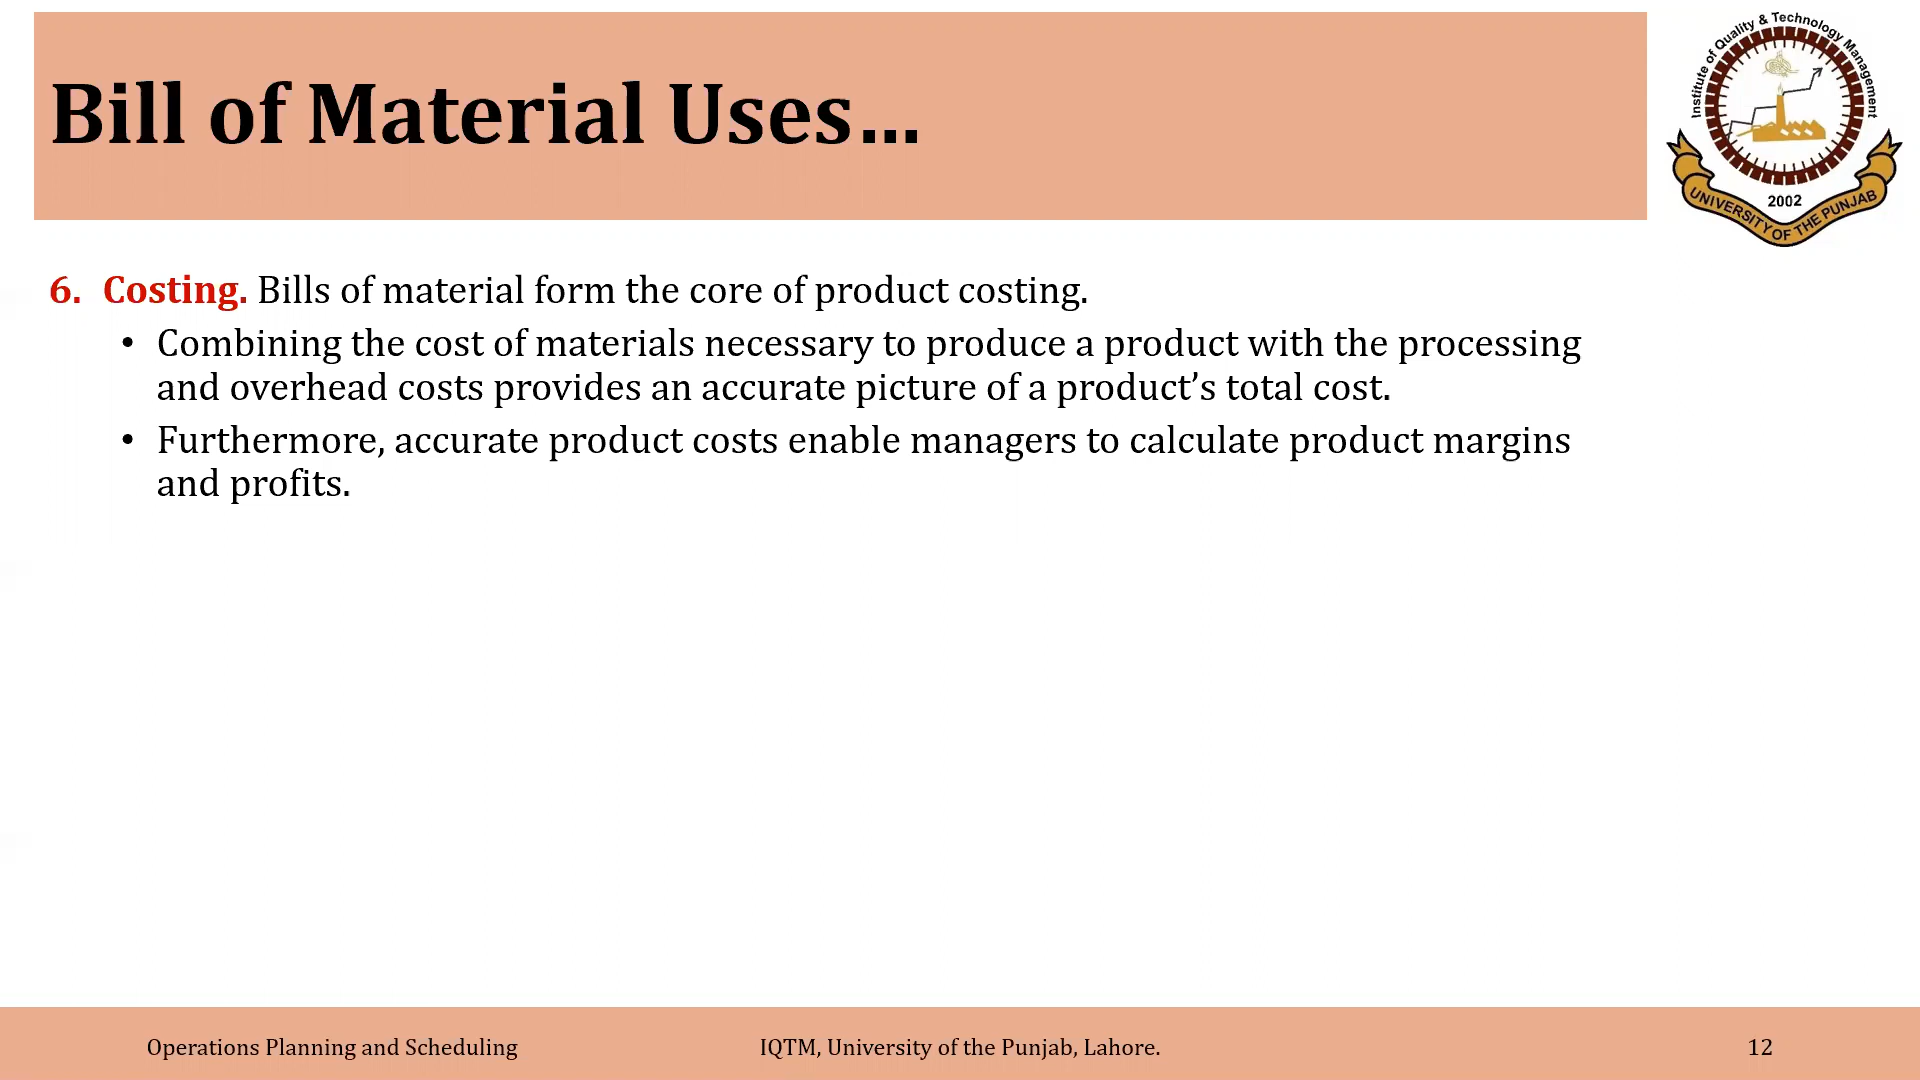 Bill of Material Uses…
Institute of Quality & Technology Management
2002
UNIVERSITY OF THE PUNJAB
6. Costing. Bills of material form the core of product costing.
• Combining the cost of materials necessary to produce a product with the processing
and overhead costs provides an accurate picture of a product’s total cost.
• Furthermore, accurate product costs enable managers to calculate product margins
and profits.
Operations Planning and Scheduling
IQTM, University of the Punjab, Lahore.
12